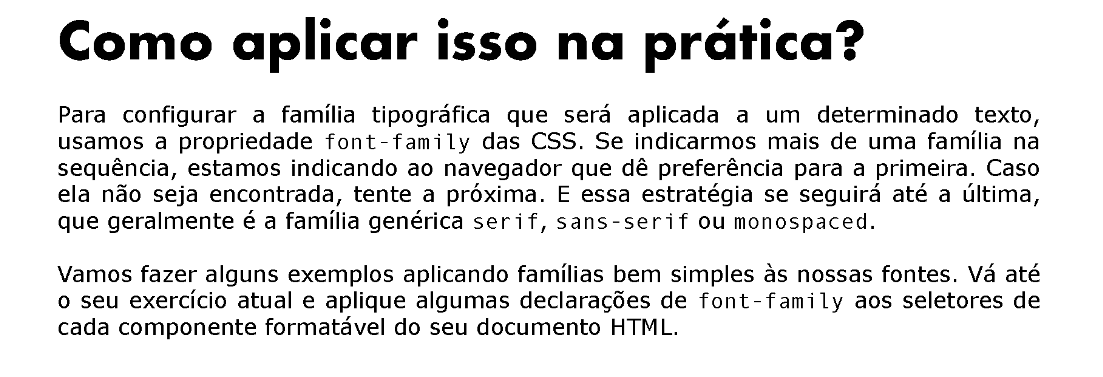 Como aplicar isso na prática?
Para configurar a família tipográfica que será aplicada a um determinado texto,
usamos a propriedade font-family das CSS. Se indicarmos mais de uma família na
sequência, estamos indicando ao navegador que dê preferência para a primeira. Caso
ela não seja encontrada, tente a próxima. E essa estratégia se seguirá até a última,
que geralmente é a família genérica serif, sans-serif ou monospaced.
Vamos fazer alguns exemplos aplicando famílias bem simples às nossas fontes. Vá até
o seu exercício atual e aplique algumas declarações de font-family aos seletores de
cada componente formatável do seu documento HTML.